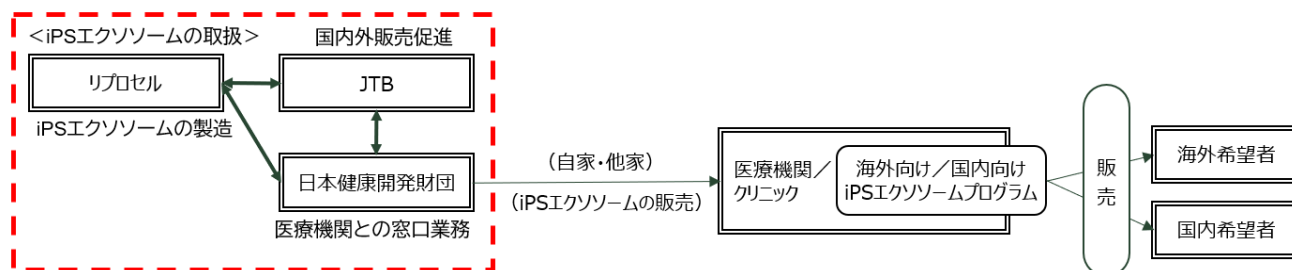 ＜iPSエクソソームの取扱＞
国内外販売促進
リプロセル
JTB
iPSエクソソームの製造
日本健康開発財団
医療機関との窓口業務
（自家・他家）
（iPSエクソソームの販売）
医療機関／
クリニック
海外向け／国内向け
iPSエクソソームプログラム
販
売
海外希望者
国内希望者